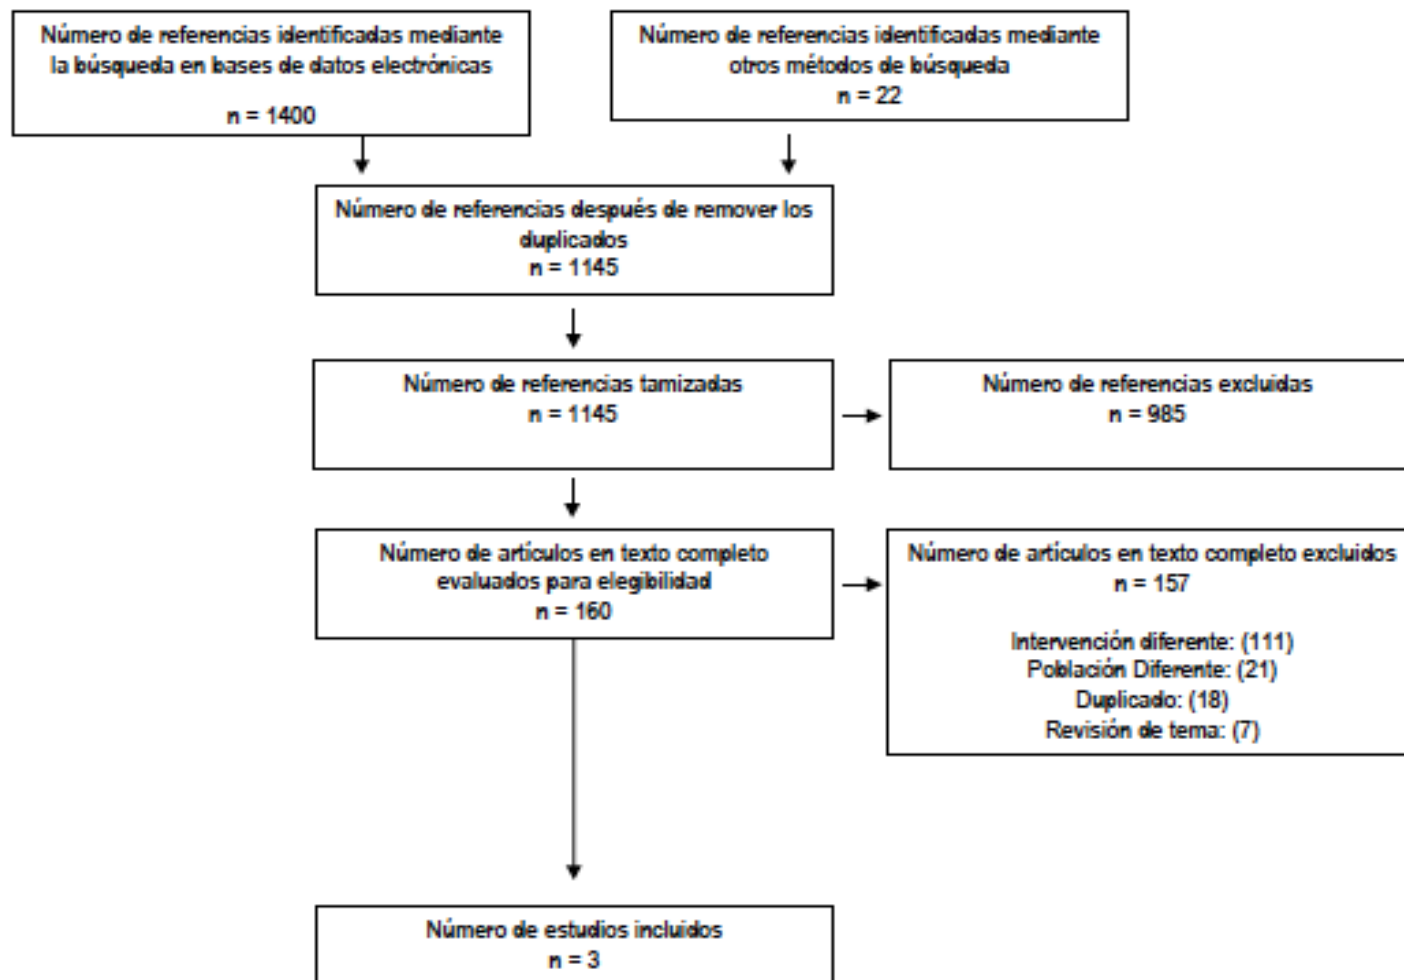 Número de referencias identificadas mediante
la búsqueda en bases de datos electrónicas
n = 1400
Número de referencias identificadas mediante
otros métodos de búsqueda
n = 22
Número de referencias después de remover los
duplicados
n = 1145
Número de referencias tamizadas
n = 1145
Número de referencias excluidas
n = 985
Número de artículos en texto completo
evaluados para elegibilidad
n = 160
Número de artículos en texto completo excluidos
n = 157
Intervención diferente: (111)
Población Diferente: (21)
Duplicado: (18)
Revisión de tema: (7)
Número de estudios incluidos
n = 3